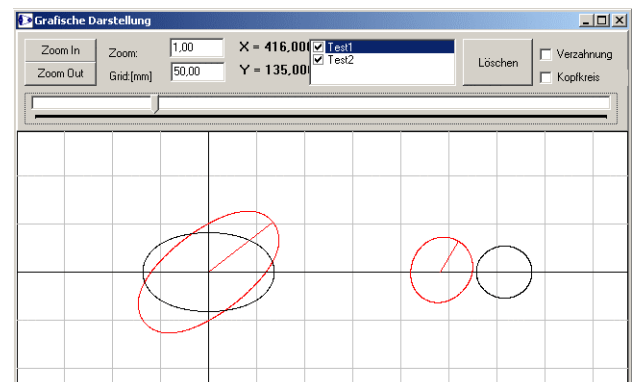 Grafische Darstellung
Zoom In
Zoom Out
Zoom:
1,00
Grid:[mm]
50,00
X = 416,00
Y = 135,00
Test1
Test2
Löschen
Verzahnung
Kopfkreis